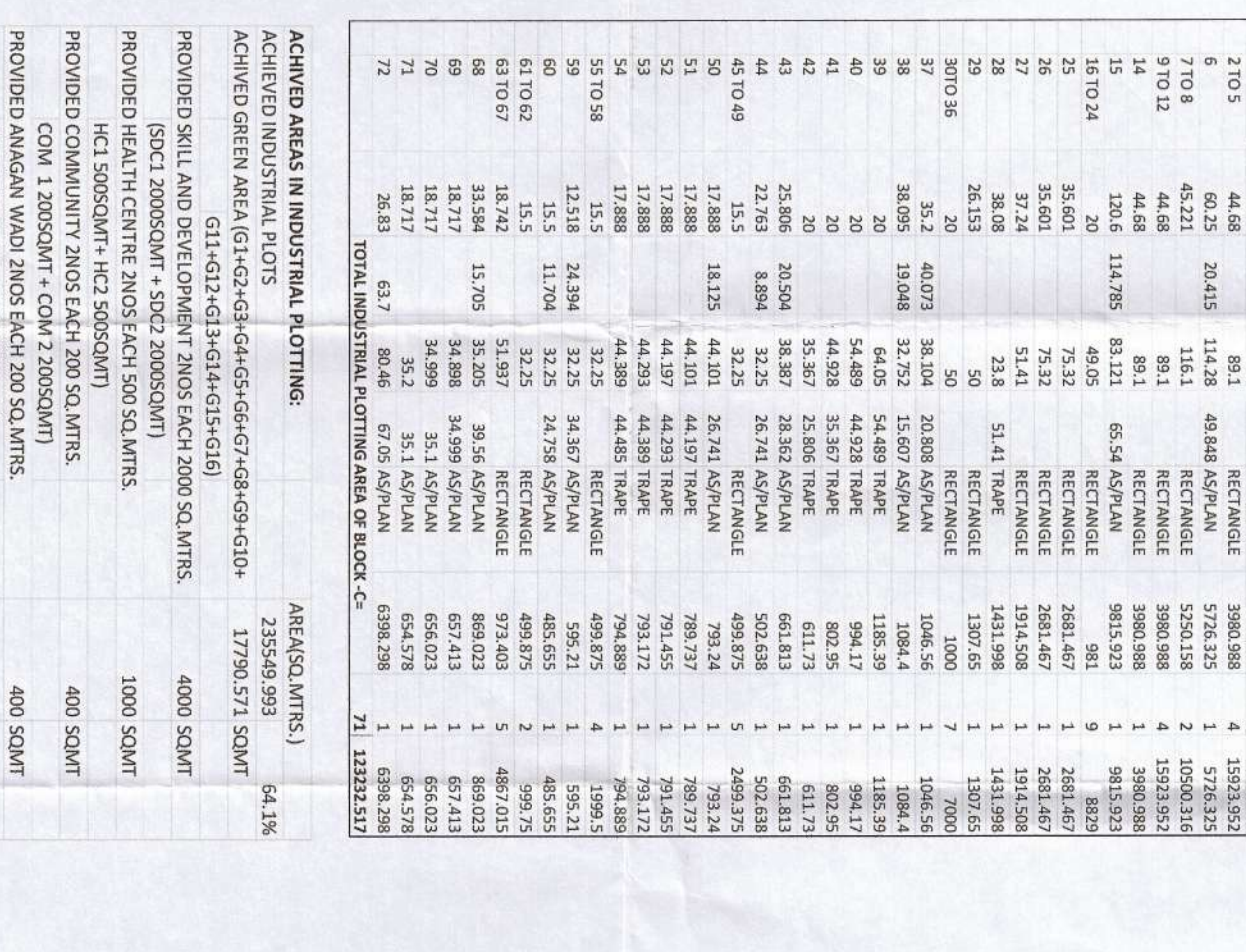 2 TO 5 44.68 89.1 RECTANGLE 3980.988 4 15923.952
6 60.225 20.415 114.28 49.848 AS/PLAN 5726.325 1 5726.325
7 TO 8 45.221 116.1 RECTANGLE 5250.158 2 10500.316
9 TO 12 44.68 89.1 RECTANGLE 3980.988 4 15923.952
14 44.68 89.1 RECTANGLE 3980.988 1 3980.988
15 120.6 114.785 83.121 65.54 AS/PLAN 9815.923 1 9815.923
16 TO 24 20 49.05 RECTANGLE 981 9 8829
25 35.601 75.32 RECTANGLE 2681.467 1 2681.467
26 35.601 75.32 RECTANGLE 2681.467 1 2681.467
27 37.24 51.41 RECTANGLE 1914.508 1 1914.508
28 38.08 23.8 51.41 TRAPE 1431.998 1 1431.998
29 26.153 50 RECTANGLE 1307.65 1 1307.65
30TO 36 20 50 RECTANGLE 1000 7 7000
37 35.2 40.073 38.104 20.808 AS/PLAN 1046.56 1 1046.56
38 38.095 19.048 32.752 15.607 AS/PLAN 1084.4 1 1084.4
39 20 64.05 54.489 TRAPE 1185.39 1 1185.39
40 20 54.489 44.928 TRAPE 994.17 1 994.17
41 20 44.928 35.367 TRAPE 802.95 1 802.95
42 20 35.367 25.806 TRAPE 611.73 1 611.73
43 25.806 20.504 38.387 28.362 AS/PLAN 661.813 1 661.813
44 22.763 8.894 32.25 26.741 AS/PLAN 502.638 1 502.638
45 TO 49 15.5 32.25 RECTANGLE 499.875 5 2499.375
50 17.888 18.125 44.101 26.741 AS/PLAN 793.24 1 793.24
51 17.888 44.101 44.197 TRAPE 789.737 1 789.737
52 17.888 44.197 44.293 TRAPE 791.455 1 791.455
53 17.888 44.293 44.389 TRAPE 793.172 1 793.172
54 17.888 44.389 44.485 TRAPE 794.889 1 794.889
55 TO 58 15.5 32.25 RECTANGLE 499.875 4 1999.5
59 12.518 24.394 32.25 34.367 AS/PLAN 595.21 1 595.21
60 15.5 11.704 32.25 24.758 AS/PLAN 485.655 1 485.655
61 TO 62 15.5 32.25 RECTANGLE 499.875 2 999.75
63 TO 67 18.742 51.937 RECTANGLE 973.403 5 4867.015
68 33.584 15.705 35.205 39.56 AS/PLAN 869.023 1 869.023
69 18.717 34.898 34.999 AS/PLAN 657.413 1 657.413
70 18.717 34.999 35.1 AS/PLAN 656.023 1 656.023
71 18.717 35.2 35.1 AS/PLAN 654.578 1 654.578
72 26.83 63.7 80.46 67.05 AS/PLAN 6398.298 1 6398.298
TOTAL INDUSTRIAL PLOTTING AREA OF BLOCK -C= 71 123232.517
ACHIVED AREAS IN INDUSTRIAL PLOTTING: AREA(SQ.MTRS.)
ACHIEVED INDUSTRIAL PLOTS 235549.993 64.1%
ACHIVED GREEN AREA (G1+G2+G3+G4+G5+G6+G7+G8+G9+G10+ 17790.571 SQMT
G11+G12+G13+G14+G15+G16)
PROVIDED SKILL AND DEVELOPMENT 2NOS EACH 2000 SQ.MTRS. 4000 SQMT
(SDC1 2000SQMT + SDC2 2000SQMT)
PROVIDED HEALTH CENTRE 2NOS EACH 500 SQ.MTRS. 1000 SQMT
HC1 500SQMT+ HC2 500SQMT)
PROVIDED COMMUNITY 2NOS EACH 200 SQ.MTRS. 400 SQMT
COM 1 200SQMT + COM 2 200SQMT)
PROVIDED ANAGAN WADI 2NIOS EACH 200 SQ.MTRS. 400 SQMT